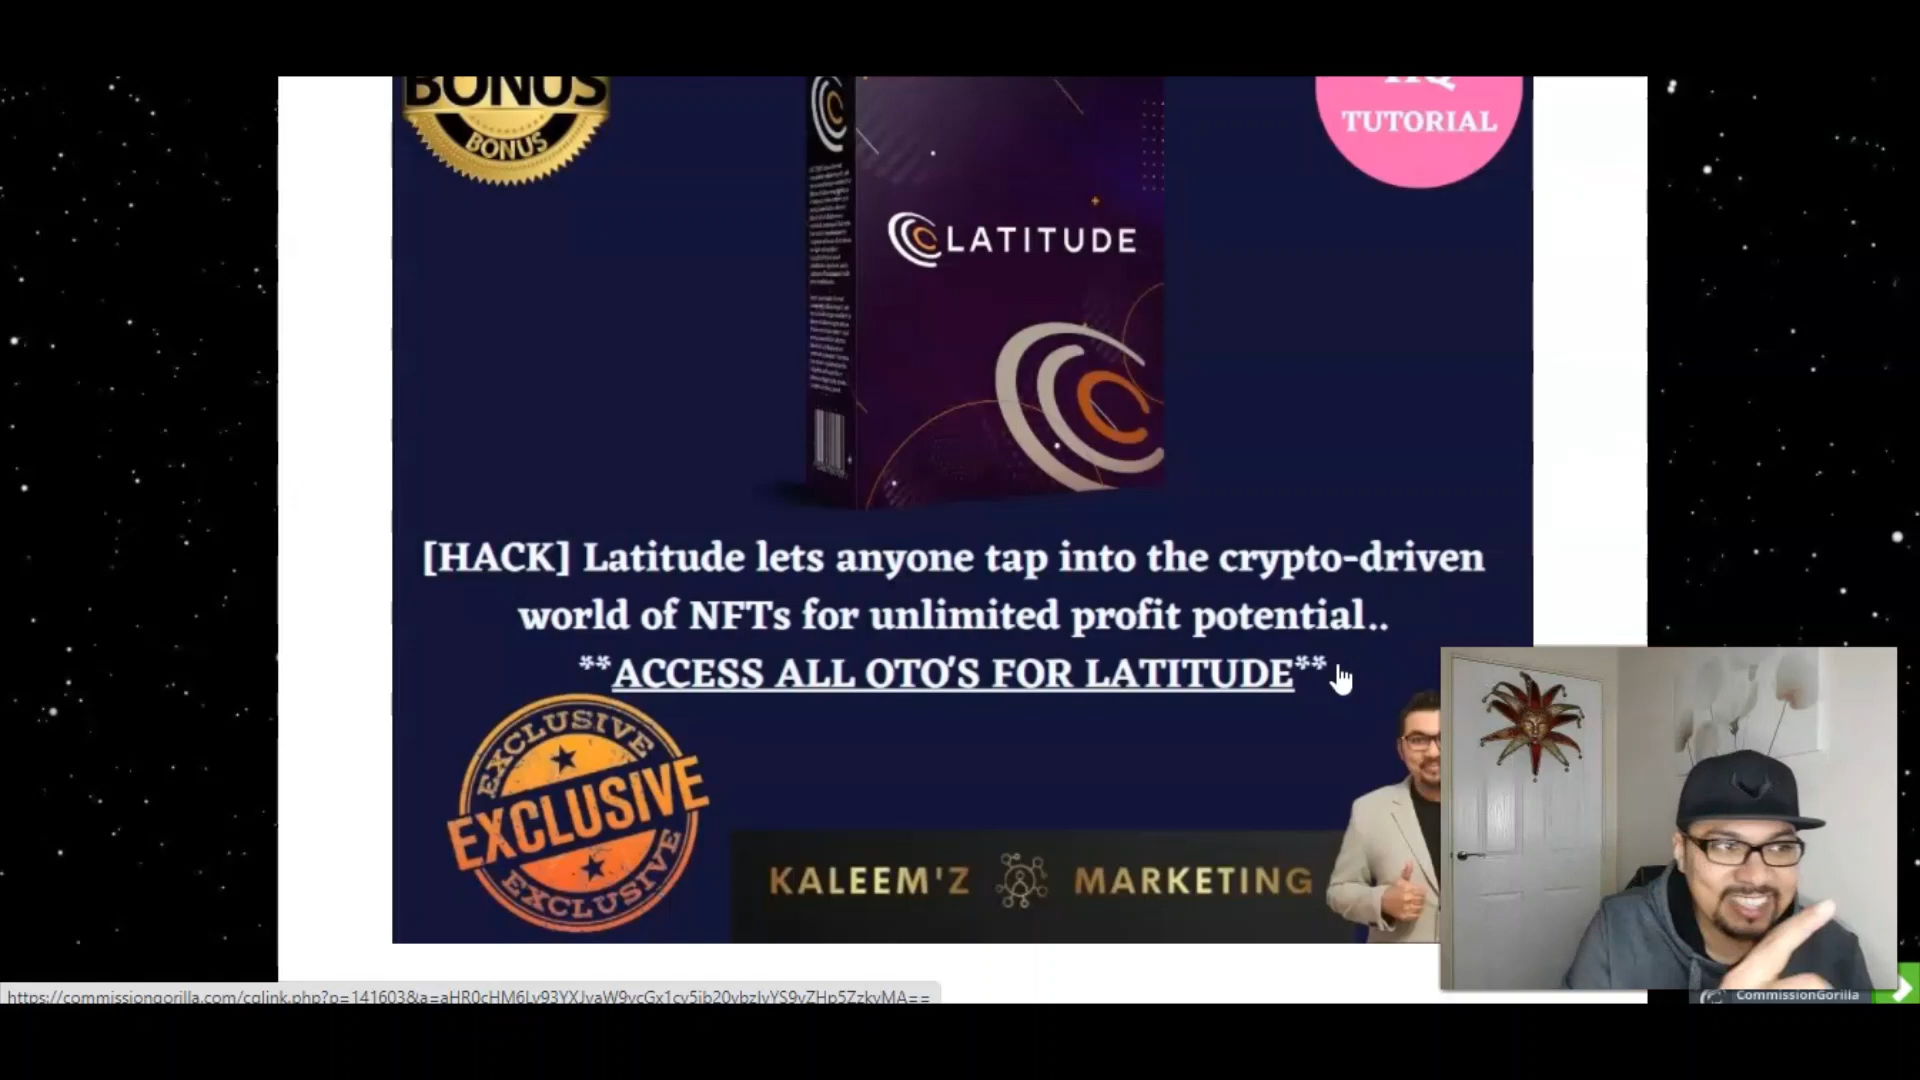 BONUS
BONUS
HQ
TUTORIAL
LATITUDE
[HACK] Latitude lets anyone tap into the crypto-driven
world of NFTs for unlimited profit potential..
**ACCESS ALL OTO'S FOR LATITUDE**
EXCLUSIVE
EXCLUSIVE
EXCLUSIVE
KALEEM'Z MARKETING
CommissionGorilla